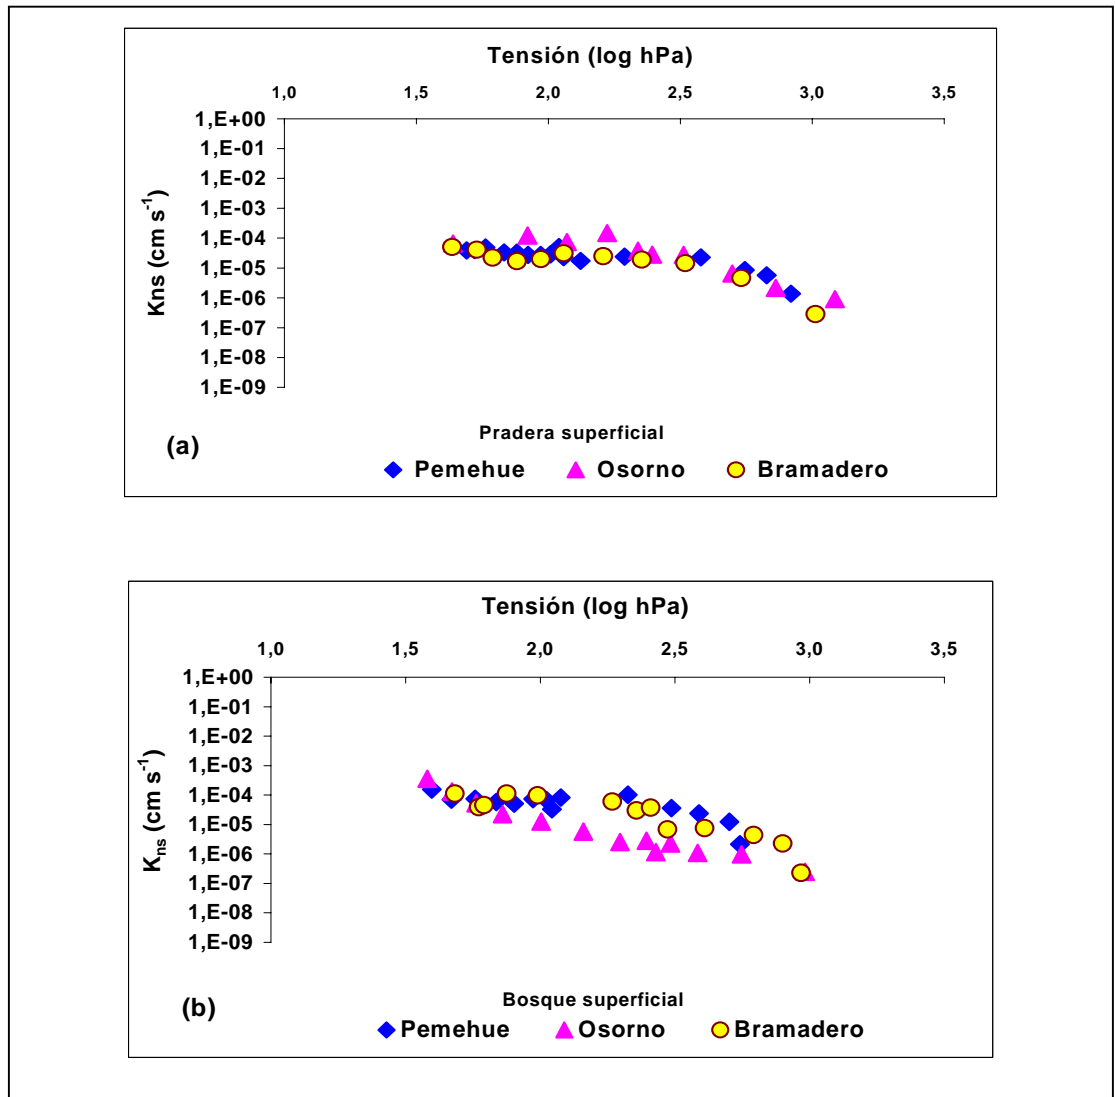 Tensión (log hPa)
1,0 1,5 2,0 2,5 3,0 3,5
1,E+00
1,E-01
1,E-02
1,E-03
1,E-04
1,E-05
1,E-06
1,E-07
1,E-08
1,E-09
Kns (cm s⁻¹)
Pradera superficial
(a)
Pemehue Osorno Bramadero
Tensión (log hPa)
1,0 1,5 2,0 2,5 3,0 3,5
1,E+00
1,E-01
1,E-02
1,E-03
1,E-04
1,E-05
1,E-06
1,E-07
1,E-08
1,E-09
Kₙₛ (cm s⁻¹)
Bosque superficial
(b)
Pemehue Osorno Bramadero